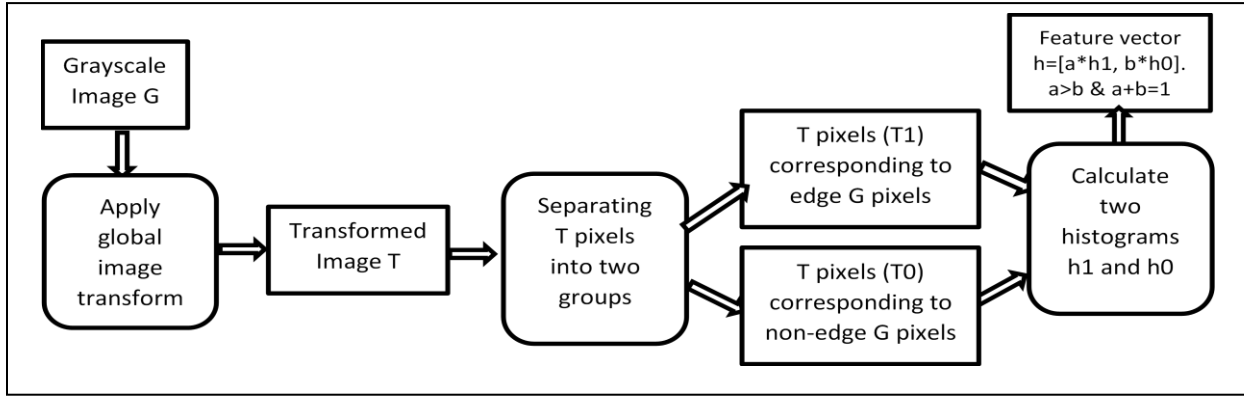 Grayscale
Image G
Apply
global
image
transform
Transformed
Image T
Separating
T pixels
into two
groups
T pixels (T1)
corresponding to
edge G pixels
T pixels (T0)
corresponding to
non-edge G pixels
Calculate
two
histograms
h1 and h0
Feature vector
h=[a*h1, b*h0].
a>b & a+b=1